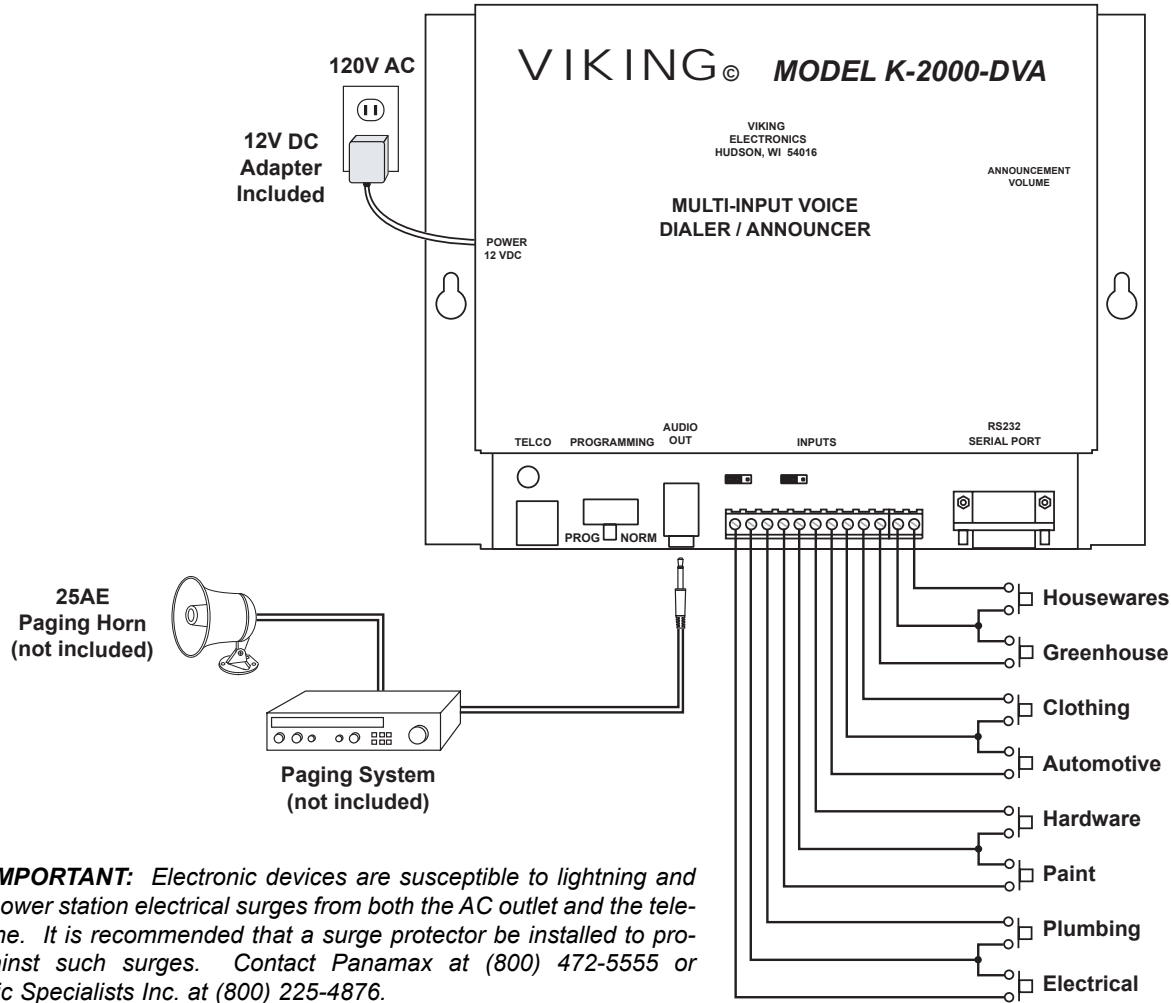 120V AC
12V DC
Adapter
Included
VIKING© MODEL K-2000-DVA
VIKING
ELECTRONICS
HUDSON, WI 54016
ANNOUNCEMENT
VOLUME
MULTI-INPUT VOICE
DIALER / ANNOUNCER
POWER
12 VDC
TELCO
PROGRAMMING
AUDIO
OUT
INPUTS
RS232
SERIAL PORT
PROG
NORM
25AE
Paging Horn
(not included)
Paging System
(not included)
Housewares
Greenhouse
Clothing
Automotive
Hardware
Paint
Plumbing
Electrical
MPORTANT: Electronic devices are susceptible to lightning and
ower station electrical surges from both the AC outlet and the tele-
ne. It is recommended that a surge protector be installed to pro-
inst such surges. Contact Panamax at (800) 472-5555 or
ic Specialists Inc. at (800) 225-4876.